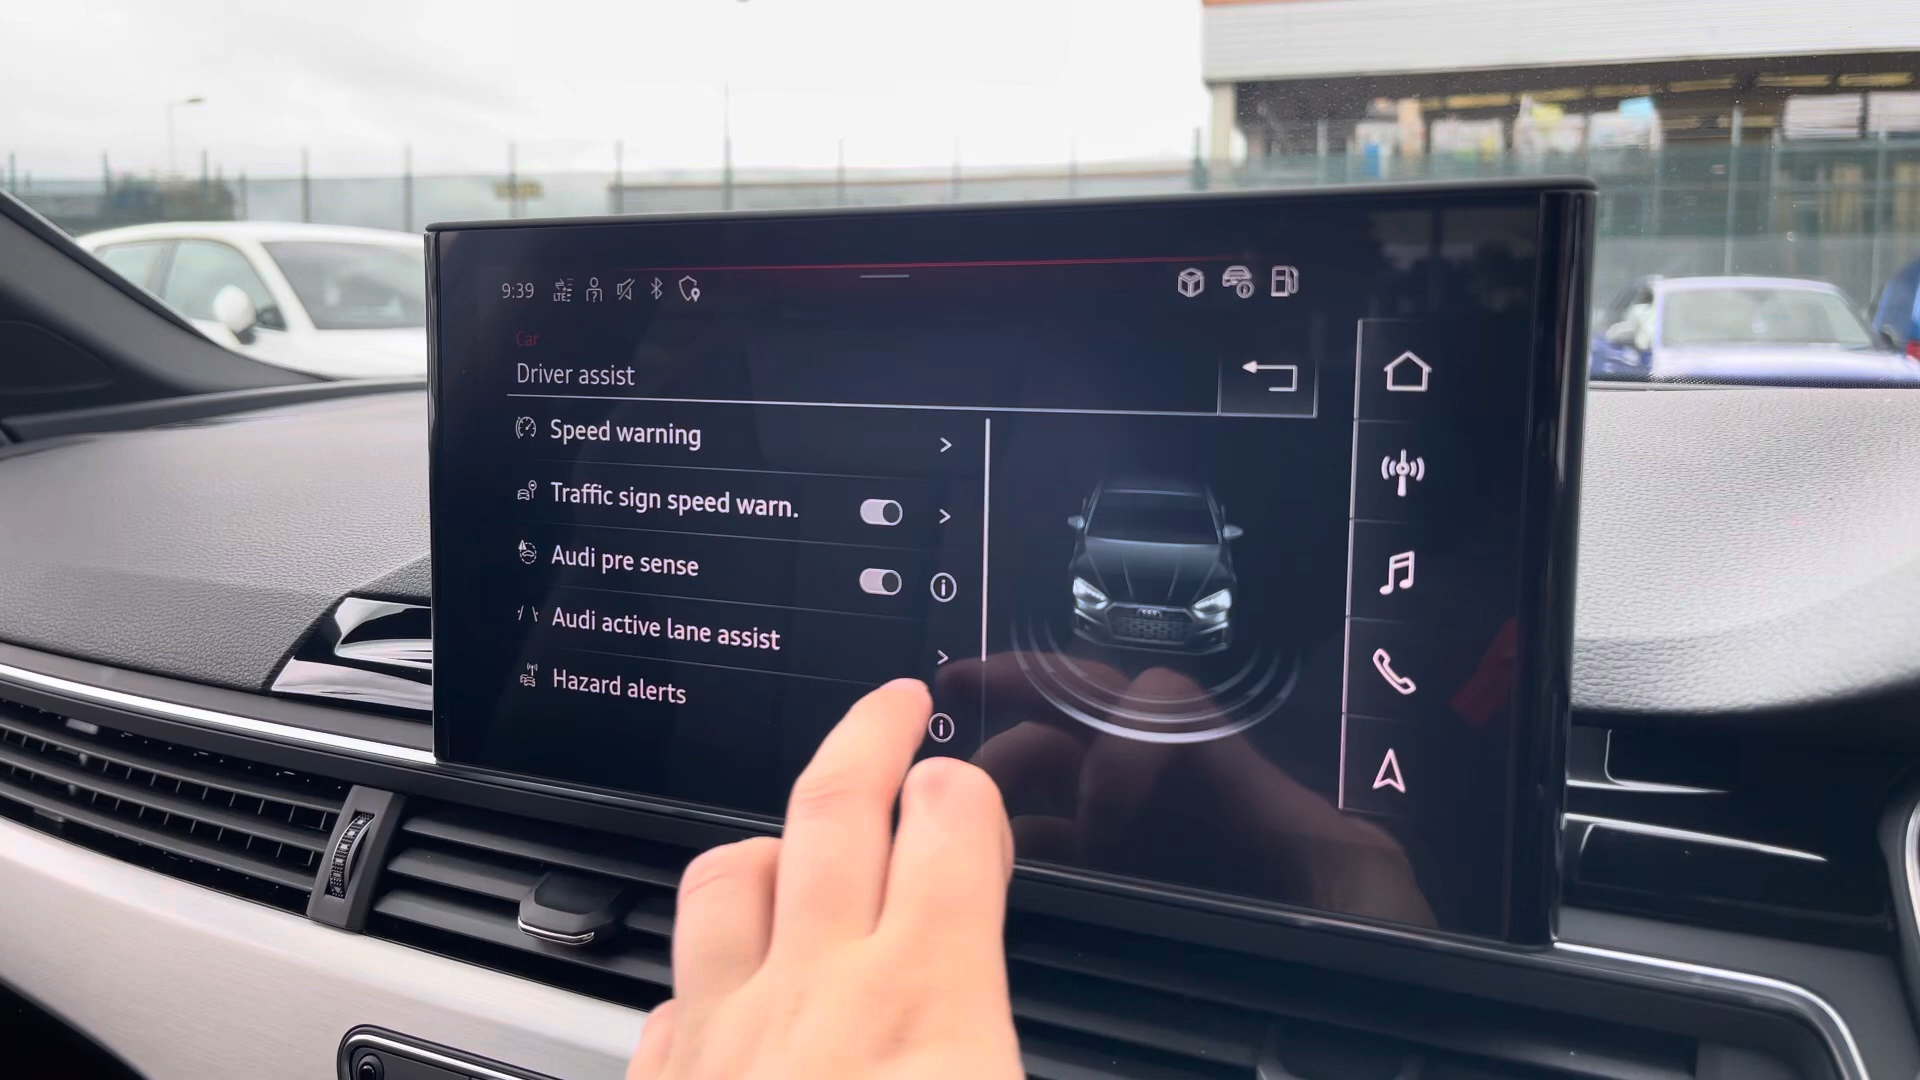 9:39
LTE
Car
Driver assist
Speed warning
Traffic sign speed warn.
Audi pre sense
Audi active lane assist
Hazard alerts